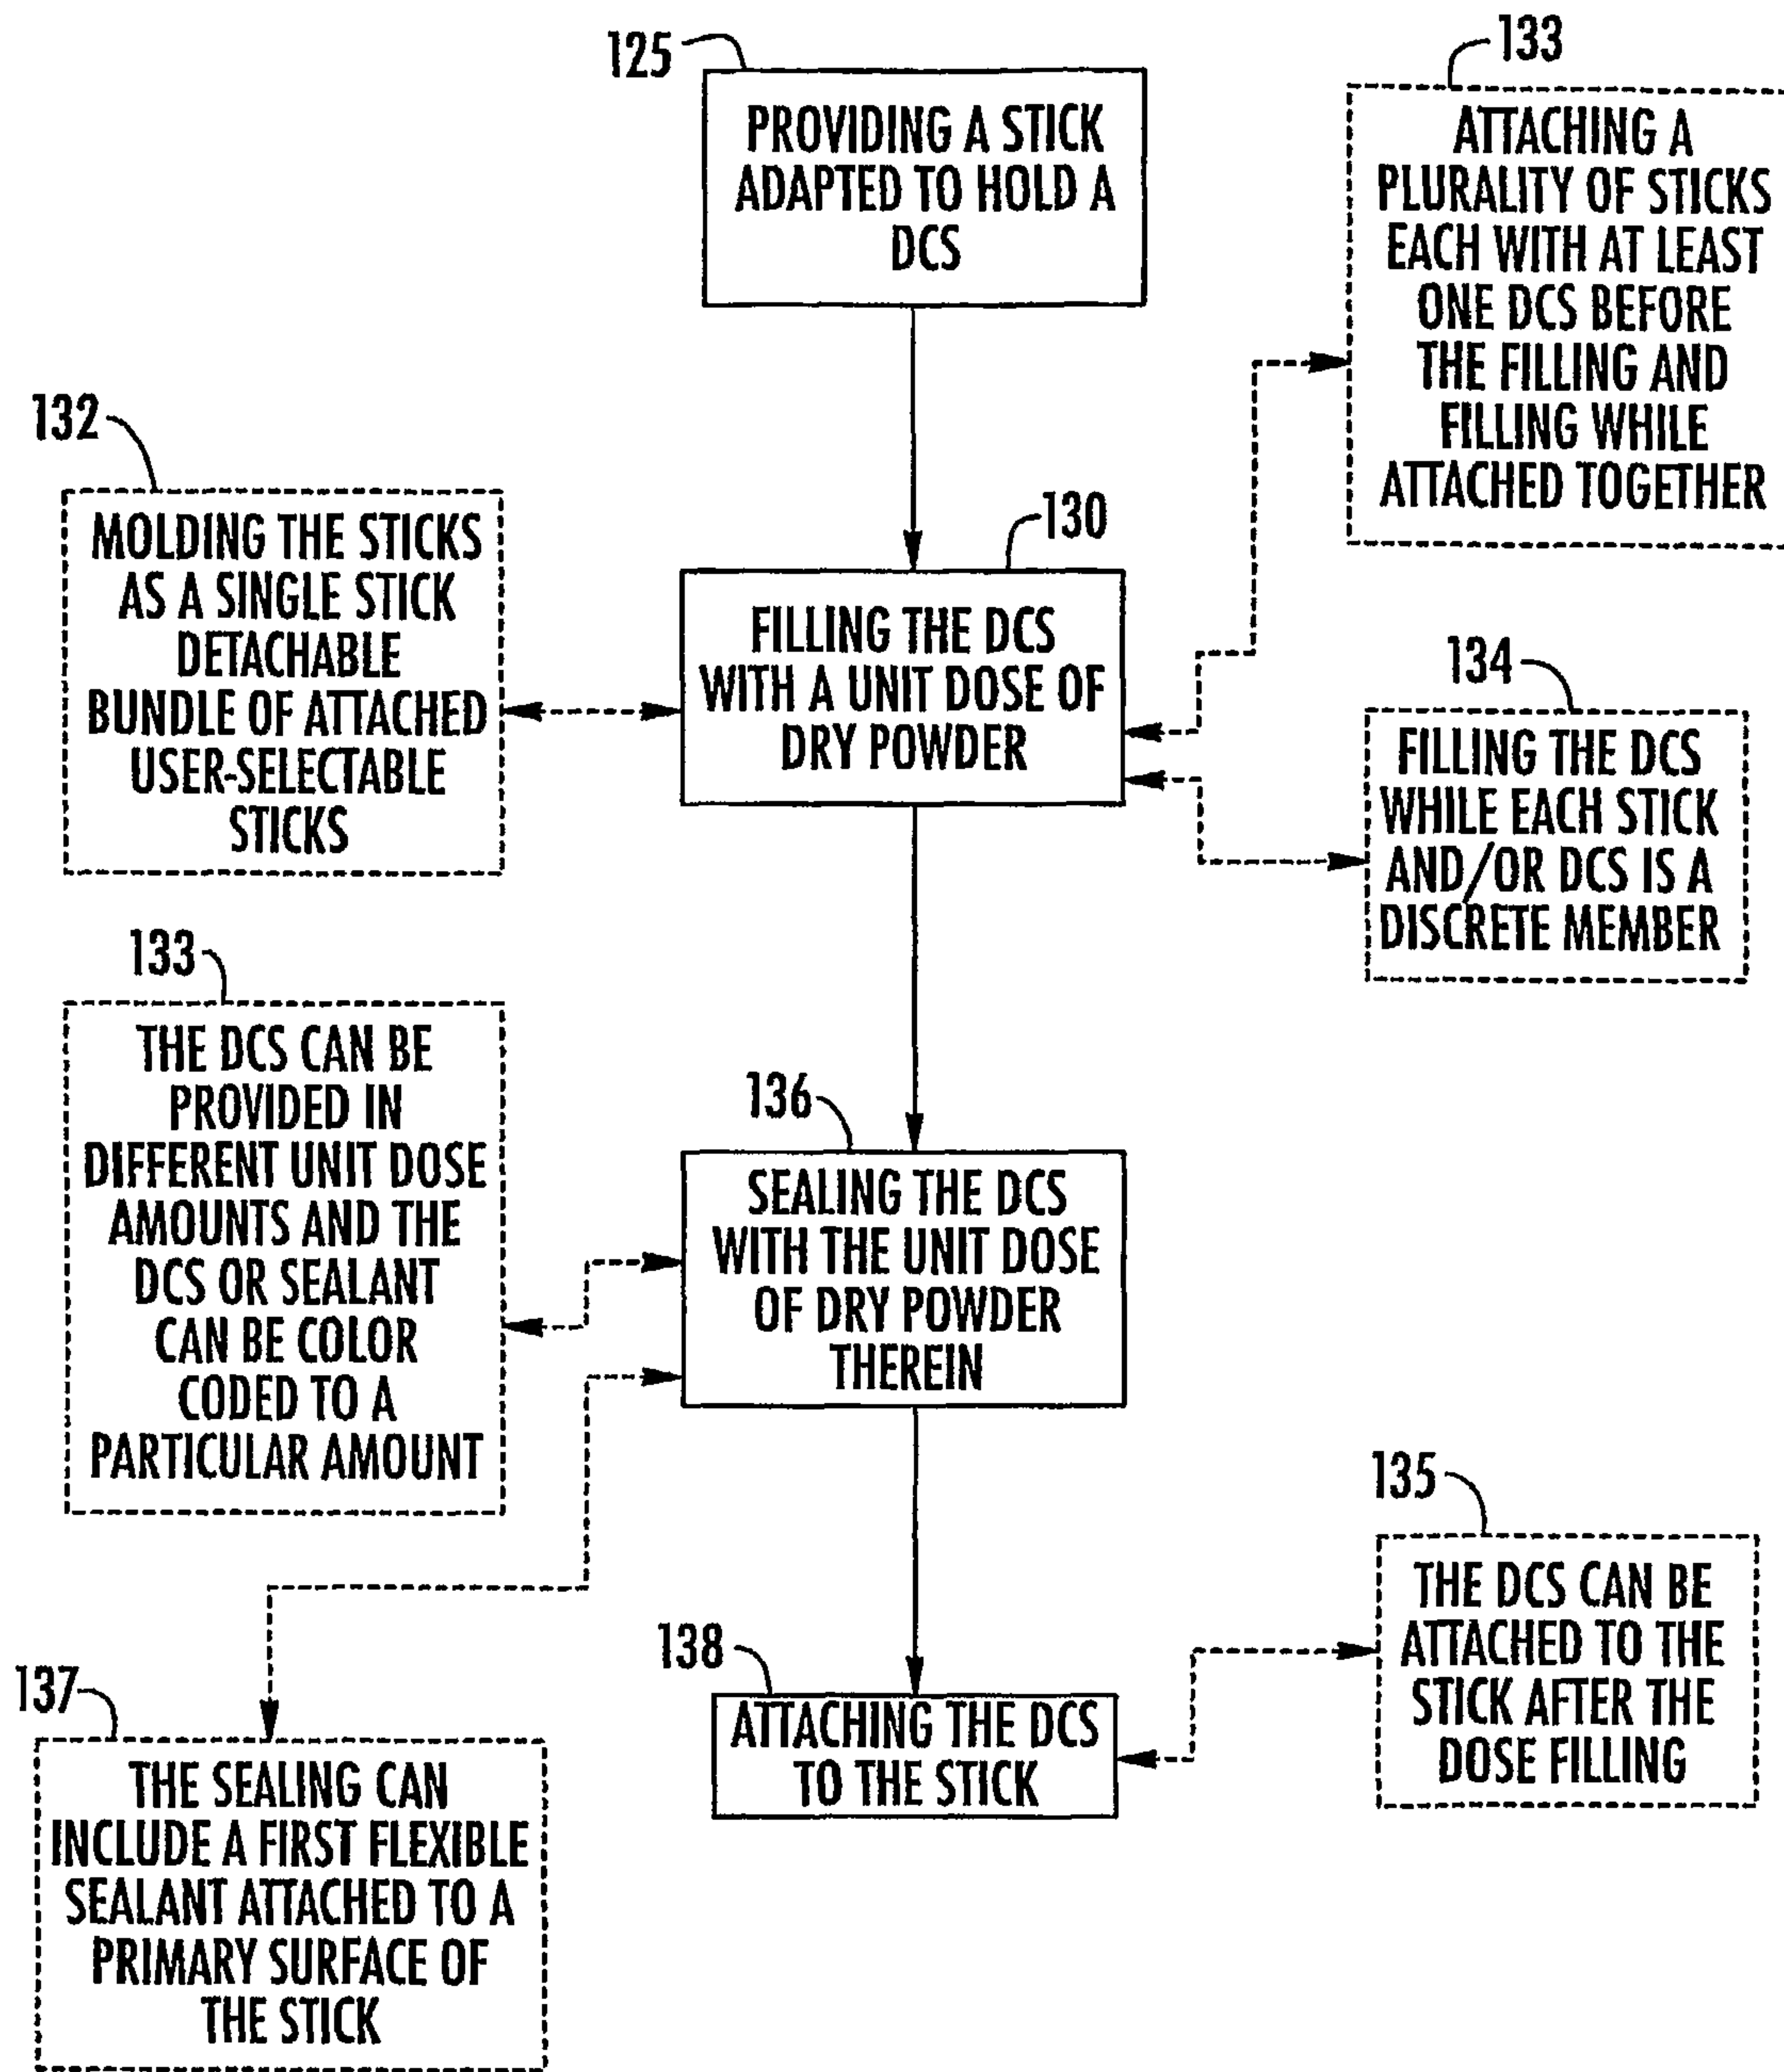 125
PROVIDING A STICK
ADAPTED TO HOLD A
DCS
133
ATTACHING A
PLURALITY OF STICKS
EACH WITH AT LEAST
ONE DCS BEFORE
THE FILLING AND
FILLING WHILE
ATTACHED TOGETHER
132
MOLDING THE STICKS
AS A SINGLE STICK
DETACHABLE
BUNDLE OF ATTACHED
USER-SELECTABLE
STICKS
130
FILLING THE DCS
WITH A UNIT DOSE OF
DRY POWDER
134
FILLING THE DCS
WHILE EACH STICK
AND/OR DCS IS A
DISCRETE MEMBER
133
THE DCS CAN BE
PROVIDED IN
DIFFERENT UNIT DOSE
AMOUNTS AND THE
DCS OR SEALANT
CAN BE COLOR
CODED TO A
PARTICULAR AMOUNT
136
SEALING THE DCS
WITH THE UNIT DOSE
OF DRY POWDER
THEREIN
135
THE DCS CAN BE
ATTACHED TO THE
STICK AFTER THE
DOSE FILLING
138
ATTACHING THE DCS
TO THE STICK
137
THE SEALING CAN
INCLUDE A FIRST FLEXIBLE
SEALANT ATTACHED TO A
PRIMARY SURFACE OF
THE STICK